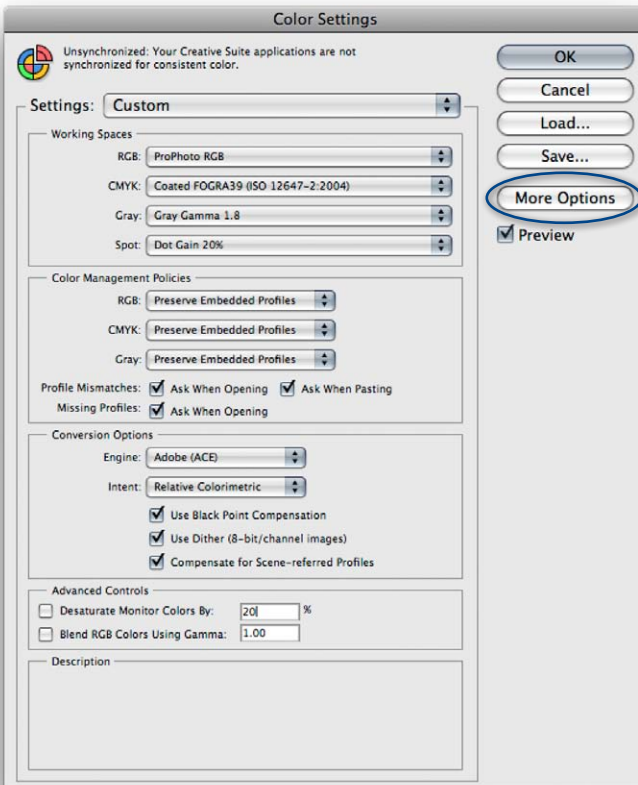 Color Settings
Unsynchronized: Your Creative Suite applications are not
synchronized for consistent color.
Settings: Custom
Working Spaces
RGB: ProPhoto RGB
CMYK: Coated FOGRA39 (ISO 12647-2:2004)
Gray: Gray Gamma 1.8
Spot: Dot Gain 20%
Color Management Policies
RGB: Preserve Embedded Profiles
CMYK: Preserve Embedded Profiles
Gray: Preserve Embedded Profiles
Profile Mismatches: Ask When Opening Ask When Pasting
Missing Profiles: Ask When Opening
Conversion Options
Engine: Adobe (ACE)
Intent: Relative Colorimetric
Use Black Point Compensation
Use Dither (8-bit/channel images)
Compensate for Scene-referred Profiles
Advanced Controls
Desaturate Monitor Colors By: 20 %
Blend RGB Colors Using Gamma: 1.00
Description
OK
Cancel
Load...
Save...
More Options
Preview